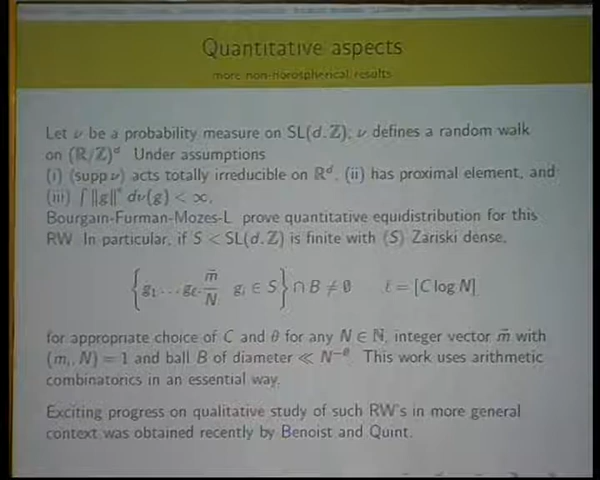 Quantitative aspects
more non-horospherical results
Let ν be a probability measure on SL(d,ℤ); ν defines a random walk
on (ℝ/ℤ)^d. Under assumptions
(i) ⟨supp ν⟩ acts totally irreducible on ℝ^d, (ii) has proximal element, and
(iii) ∫ ‖g‖^ε dν(g) < ∞,
Bourgain-Furman-Mozes-L. prove quantitative equidistribution for this
RW. In particular, if S < SL(d,ℤ) is finite with ⟨S⟩ Zariski dense,
{g₁…g_ℓ.m̄/N : g_i ∈ S} ∩ B ≠ ∅ ℓ = [C log N]
for appropriate choice of C and θ for any N ∈ ℕ, integer vector m̄ with
(m_i, N) = 1 and ball B of diameter ≪ N^−θ. This work uses arithmetic
combinatorics in an essential way.
Exciting progress on qualitative study of such RW's in more general
context was obtained recently by Benoist and Quint.